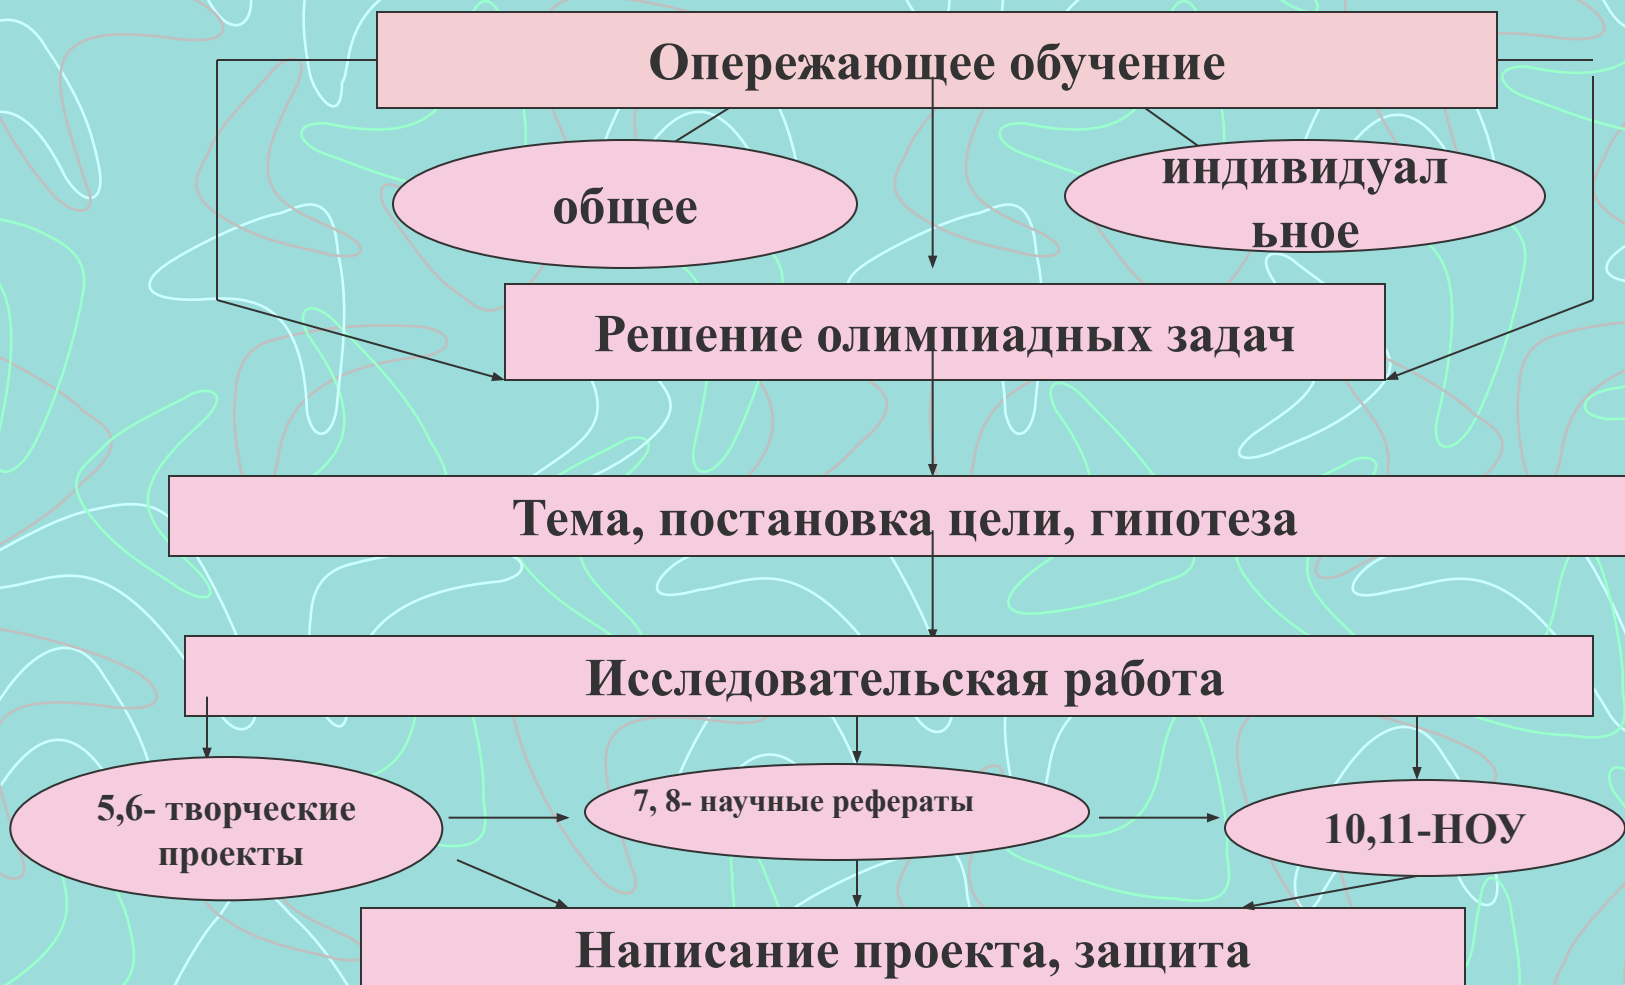 Опережающее обучение
общее
индивидуал
ьное
Решение олимпиадных задач
Тема, постановка цели, гипотеза
Исследовательская работа
5,6- творческие
проекты
7, 8- научные рефераты
10,11-НОУ
Написание проекта, защита